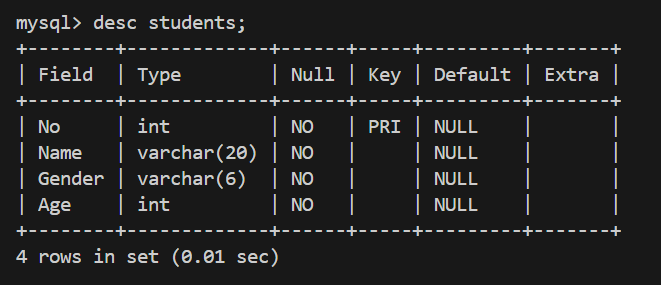 mysql> desc students;
+--------+-------------+------+-----+---------+-------+
| Field  | Type        | Null | Key | Default | Extra |
+--------+-------------+------+-----+---------+-------+
| No     | int         | NO   | PRI | NULL    |       |
| Name   | varchar(20) | NO   |     | NULL    |       |
| Gender | varchar(6)  | NO   |     | NULL    |       |
| Age    | int         | NO   |     | NULL    |       |
+--------+-------------+------+-----+---------+-------+
4 rows in set (0.01 sec)